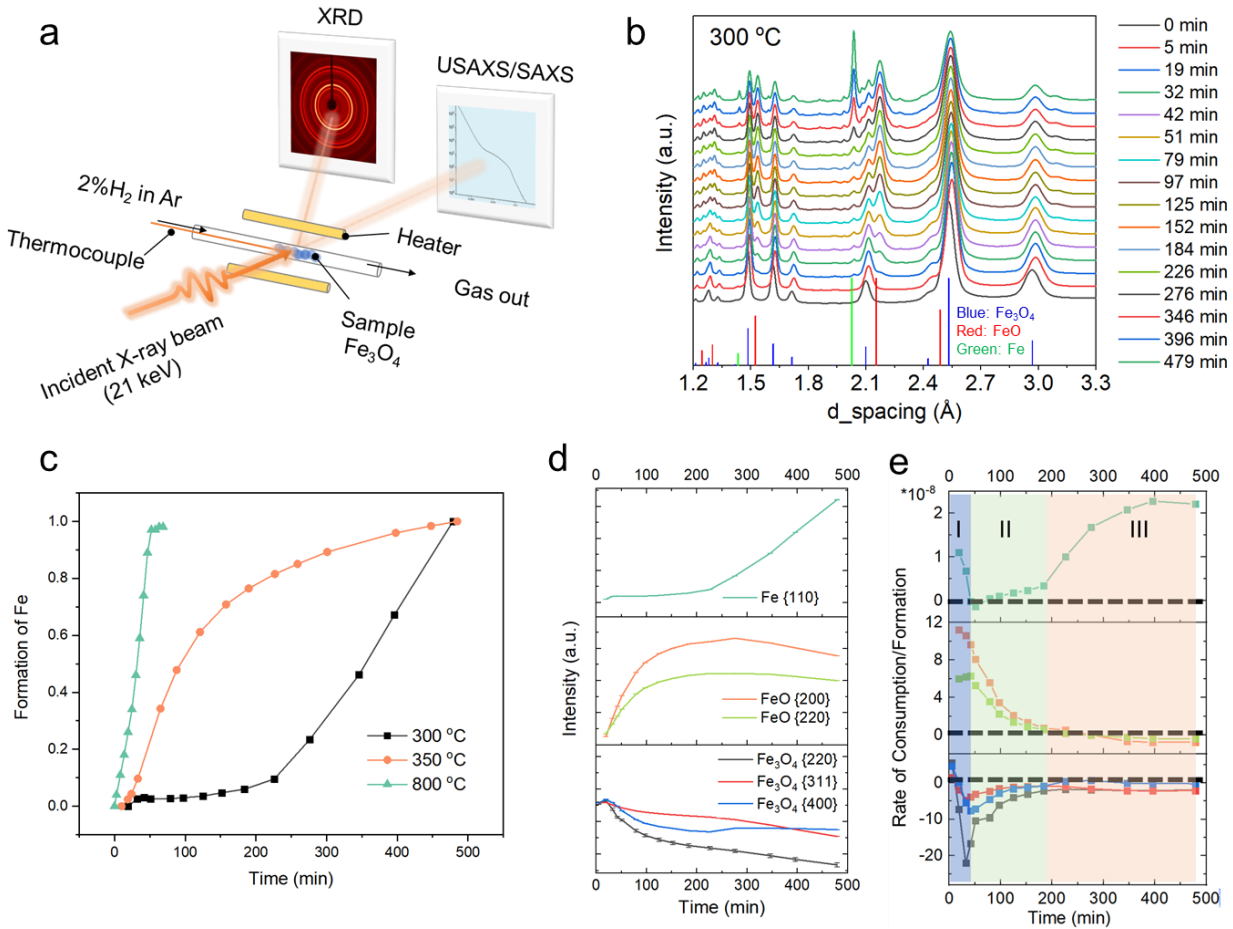 a
XRD
USAXS/SAXS
2%H₂ in Ar
Thermocouple
Heater
Gas out
Sample
Fe₃O₄
Incident X-ray beam
(21 keV)
b
300 °C
Intensity (a.u.)
Blue: Fe₃O₄
Red: FeO
Green: Fe
1.2 1.5 1.8 2.1 2.4 2.7 3.0 3.3
d_spacing (Å)
0 min
5 min
19 min
32 min
42 min
51 min
79 min
97 min
125 min
152 min
184 min
226 min
276 min
346 min
396 min
479 min
c
Formation of Fe
1.0
0.8
0.6
0.4
0.2
0.0
300 °C
350 °C
800 °C
0 100 200 300 400 500
Time (min)
d
0 100 200 300 400 500
Intensity (a.u.)
Fe {110}
FeO {200}
FeO {220}
Fe₃O₄ {220}
Fe₃O₄ {311}
Fe₃O₄ {400}
0 100 200 300 400 500
Time (min)
e
0 100 200 300 400 500
*10⁻⁸
Rate of Consumption/Formation
I II III
2
1
0
12
8
4
0
0
-10
-20
0 100 200 300 400 500
Time (min)